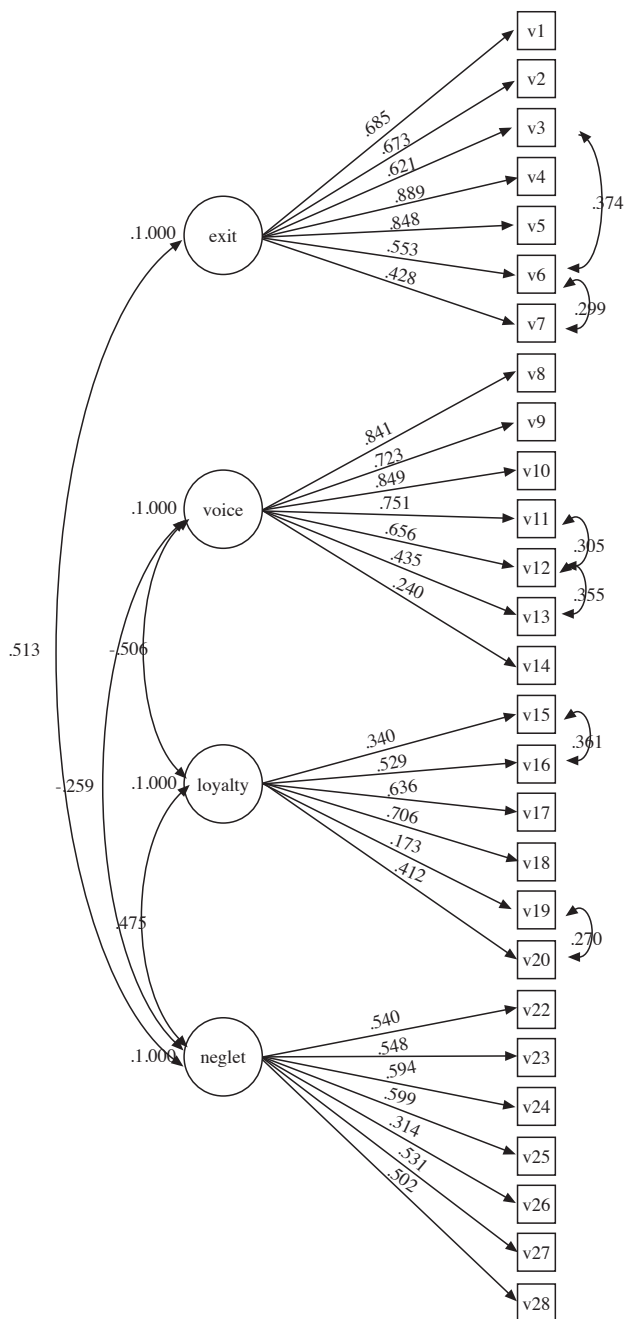 v1
v2
v3
v4
v5
v6
v7
.685
.673
.621
.889
.848
.553
.428
.374
.299
.1.000
exit
v8
v9
v10
v11
v12
v13
v14
.841
.723
.849
.751
.656
.435
.240
.305
.355
.1.000
voice
.513
-.506
-.259
.475
v15
v16
v17
v18
v19
v20
.340
.529
.636
.706
.173
.412
.361
.270
.1.000
loyalty
v22
v23
v24
v25
v26
v27
v28
.540
.548
.594
.599
.314
.531
.502
.1.000
neglet